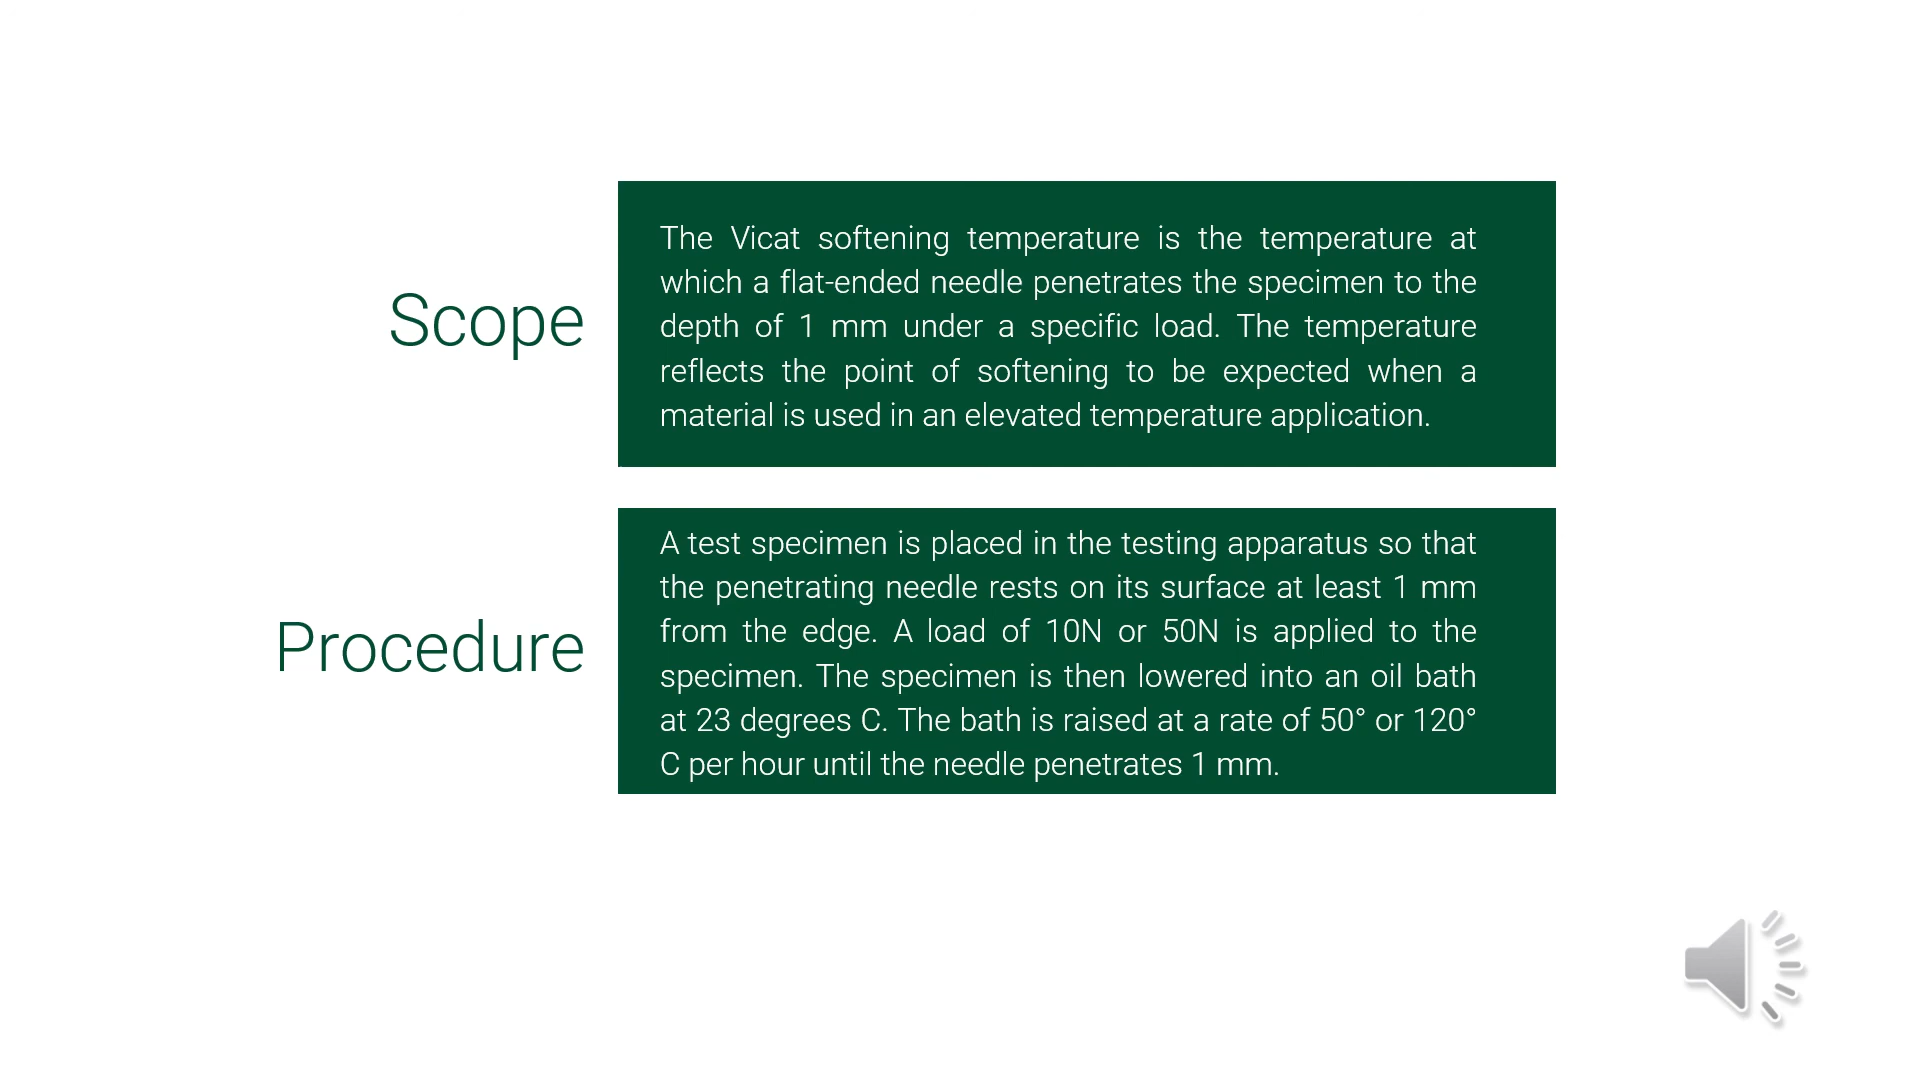 Scope
The Vicat softening temperature is the temperature at
which a flat-ended needle penetrates the specimen to the
depth of 1 mm under a specific load. The temperature
reflects the point of softening to be expected when a
material is used in an elevated temperature application.
Procedure
A test specimen is placed in the testing apparatus so that
the penetrating needle rests on its surface at least 1 mm
from the edge. A load of 10N or 50N is applied to the
specimen. The specimen is then lowered into an oil bath
at 23 degrees C. The bath is raised at a rate of 50° or 120°
C per hour until the needle penetrates 1 mm.